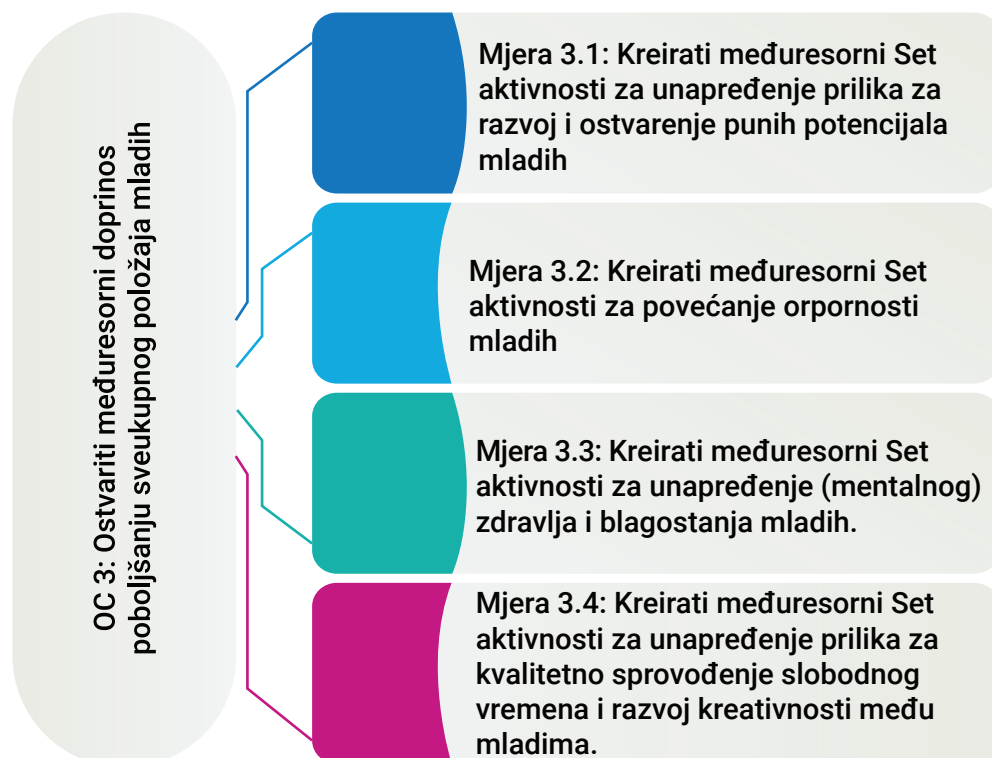 OC 3: Ostvariti međuresorni doprinos
poboljšanju sveukupnog položaja mladih
Mjera 3.1: Kreirati međuresorni Set
aktivnosti za unapređenje prilika za
razvoj i ostvarenje punih potencijala
mladih
Mjera 3.2: Kreirati međuresorni Set
aktivnosti za povećanje orpornosti
mladih
Mjera 3.3: Kreirati međuresorni Set
aktivnosti za unapređenje (mentalnog)
zdravlja i blagostanja mladih.
Mjera 3.4: Kreirati međuresorni Set
aktivnosti za unapređenje prilika za
kvalitetno sprovođenje slobodnog
vremena i razvoj kreativnosti među
mladima.